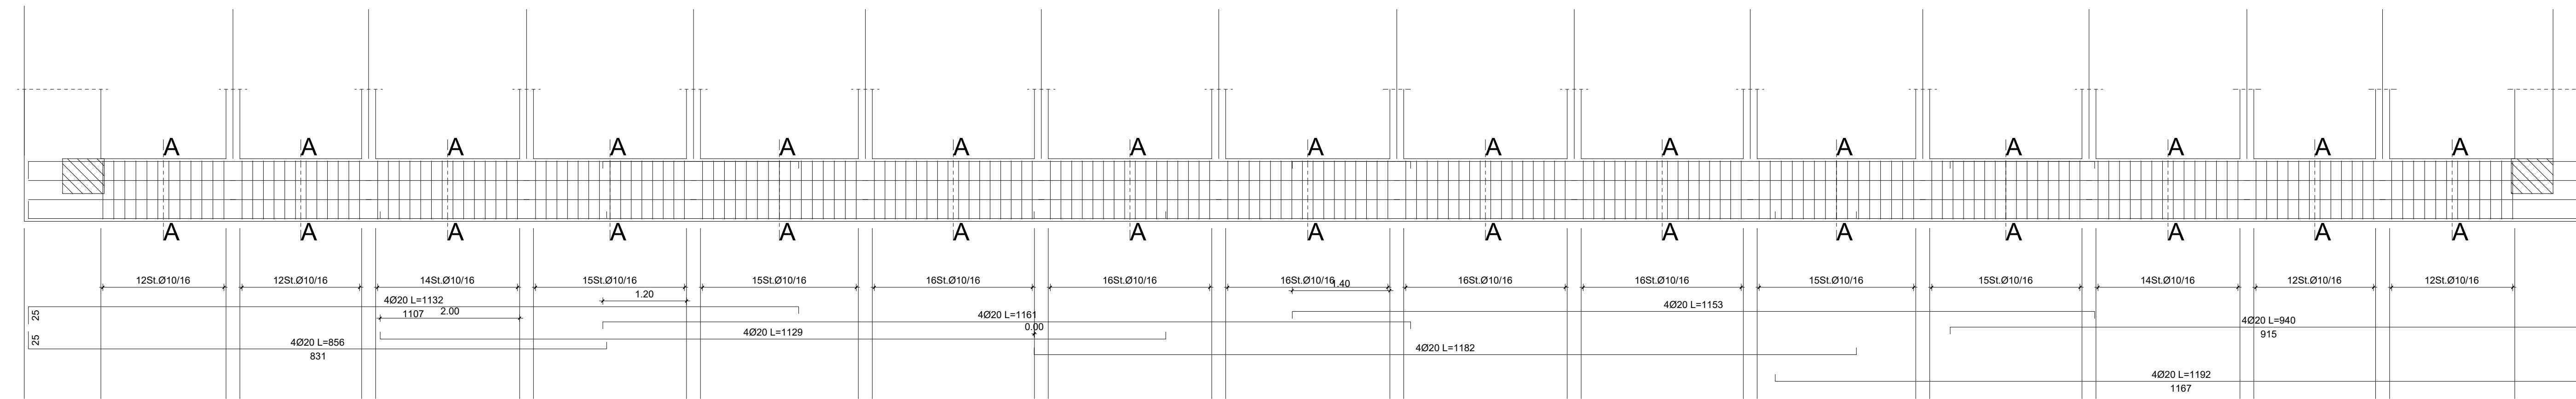 A A A A A A A A A A A A A A A
A A A A A A A A A A A A A A A
12St.Ø10/16 12St.Ø10/16 14St.Ø10/16 15St.Ø10/16 15St.Ø10/16 16St.Ø10/16 16St.Ø10/16 16St.Ø10/16 16St.Ø10/16 16St.Ø10/16 15St.Ø10/16 15St.Ø10/16 14St.Ø10/16 12St.Ø10/16 12St.Ø10/16
1.40
1.20
4Ø20 L=1132
4Ø20 L=1153
2.00
1107
25
4Ø20 L=1161
4Ø20 L=940
0.00
4Ø20 L=1129
915
25
4Ø20 L=856
4Ø20 L=1182
831
4Ø20 L=1192
1167